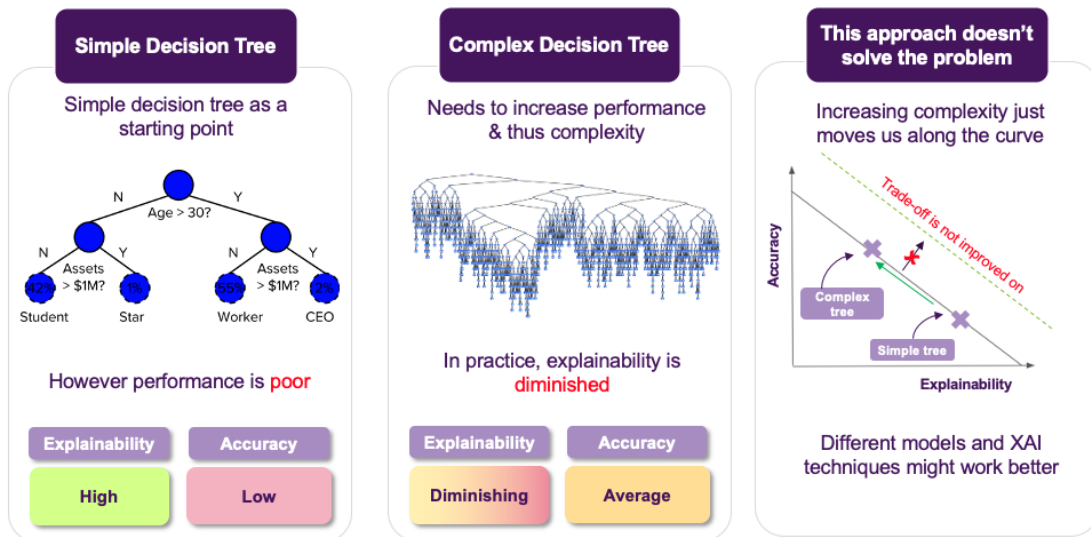 Simple Decision Tree
Simple decision tree as a
starting point
N
Y
Age > 30?
N
Y
N
Y
Assets
> $1M?
Assets
> $1M?
42%
1%
55%
2%
Student
Star
Worker
CEO
However performance is poor
Explainability
Accuracy
High
Low
Complex Decision Tree
Needs to increase performance
& thus complexity
In practice, explainability is
diminished
Explainability
Accuracy
Diminishing
Average
This approach doesn't
solve the problem
Increasing complexity just
moves us along the curve
Accuracy
Trade-off is not improved on
Complex
tree
Simple tree
Explainability
Different models and XAI
techniques might work better